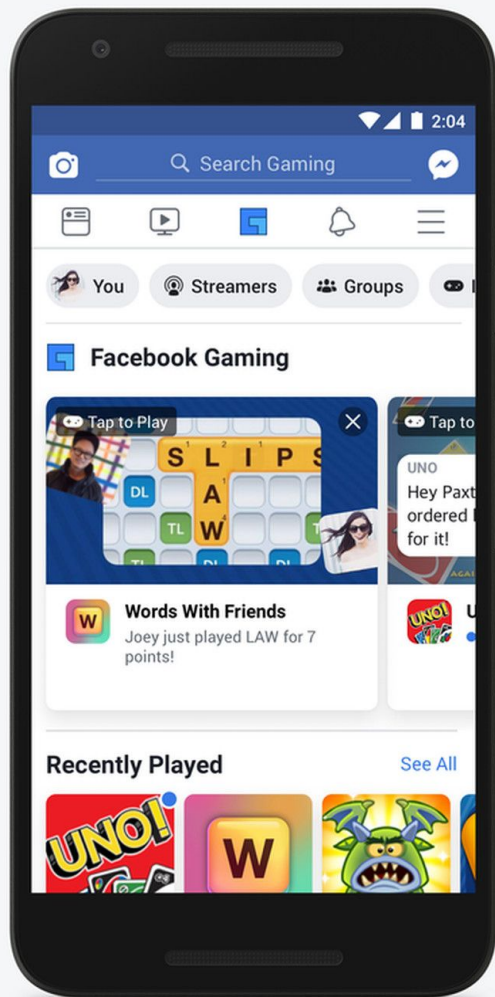 2:04
Search Gaming
You
Streamers
Groups
Facebook Gaming
Tap to Play
Tap to
S L I P S
A
W
DL
TL
UNO
Hey Paxt
ordered
for it!
AGAI
Words With Friends
Joey just played LAW for 7
points!
UNO!
U
Recently Played
See All
UNO!
W